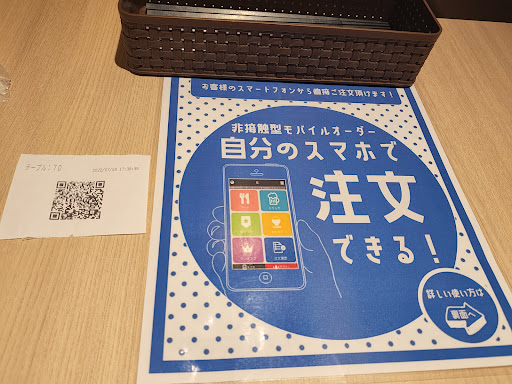 お客様のスマートフォンから直接ご注文頂けます！
非接触型モバイルオーダー
自分のスマホで
注文
できる！
詳しい使い方は
裏面へ
テーブル：70